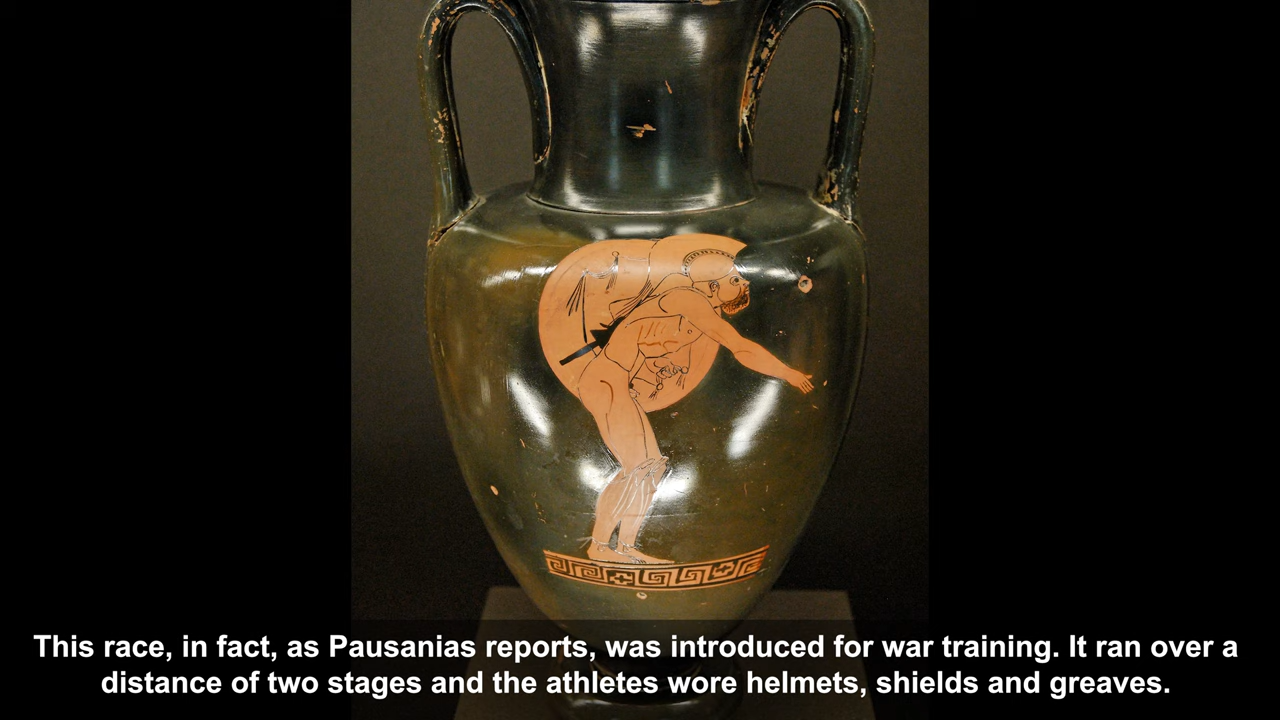 This race, in fact, as Pausanias reports, was introduced for war training. It ran over a
distance of two stages and the athletes wore helmets, shields and greaves.